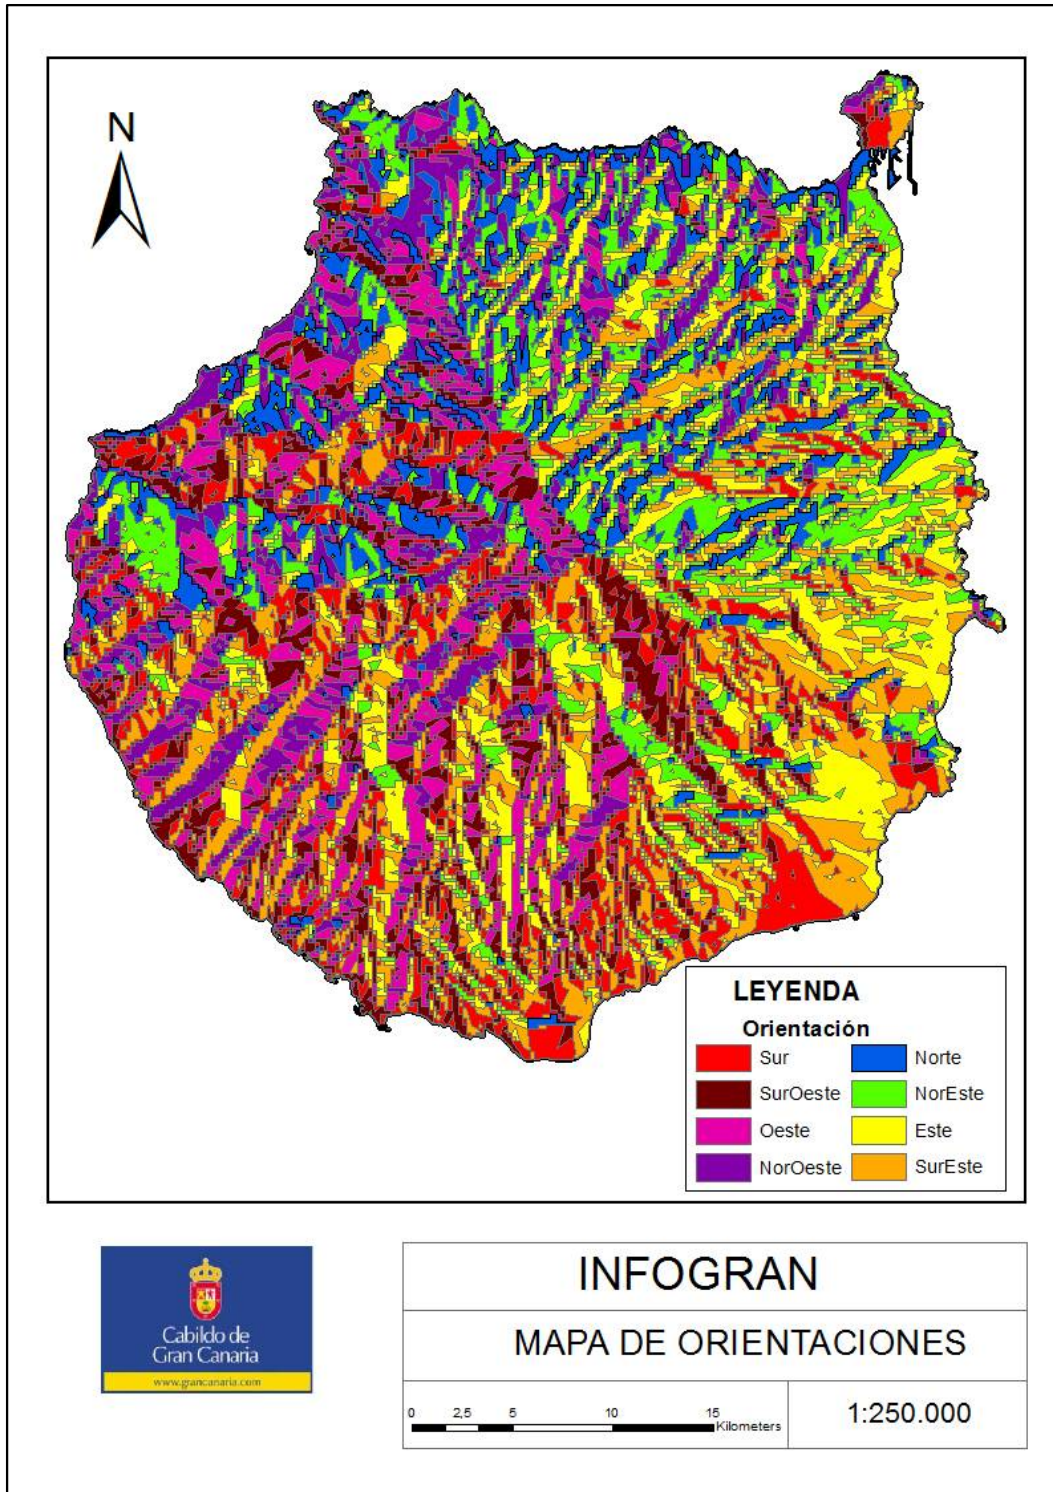 N
LEYENDA
Orientación
Sur
Norte
SurOeste
NorEste
Oeste
Este
NorOeste
SurEste
Cabildo de
Gran Canaria
www.grancanaria.com
INFOGRAN
MAPA DE ORIENTACIONES
0 2,5 5 10 15
Kilometers
1:250.000